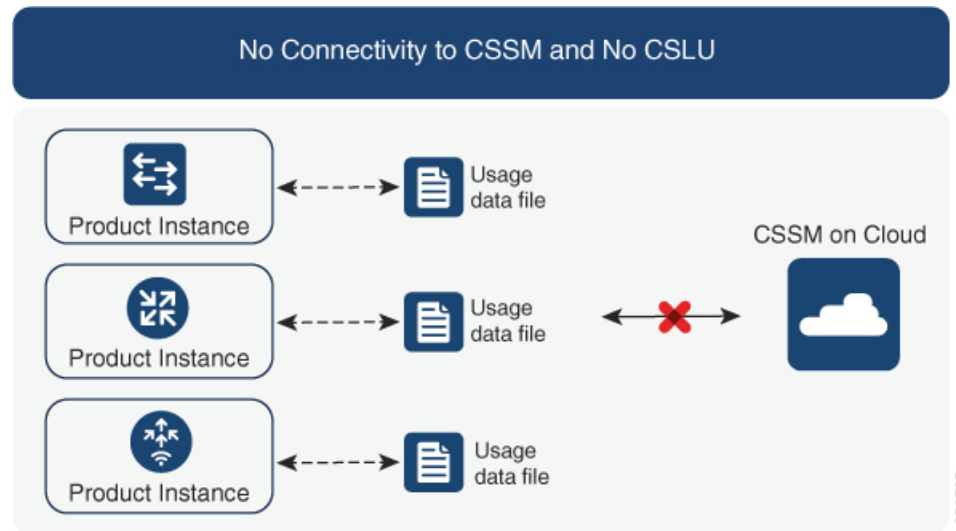 No Connectivity to CSSM and No CSLU
Product Instance
Usage
data file
Product Instance
Usage
data file
CSSM on Cloud
Product Instance
Usage
data file